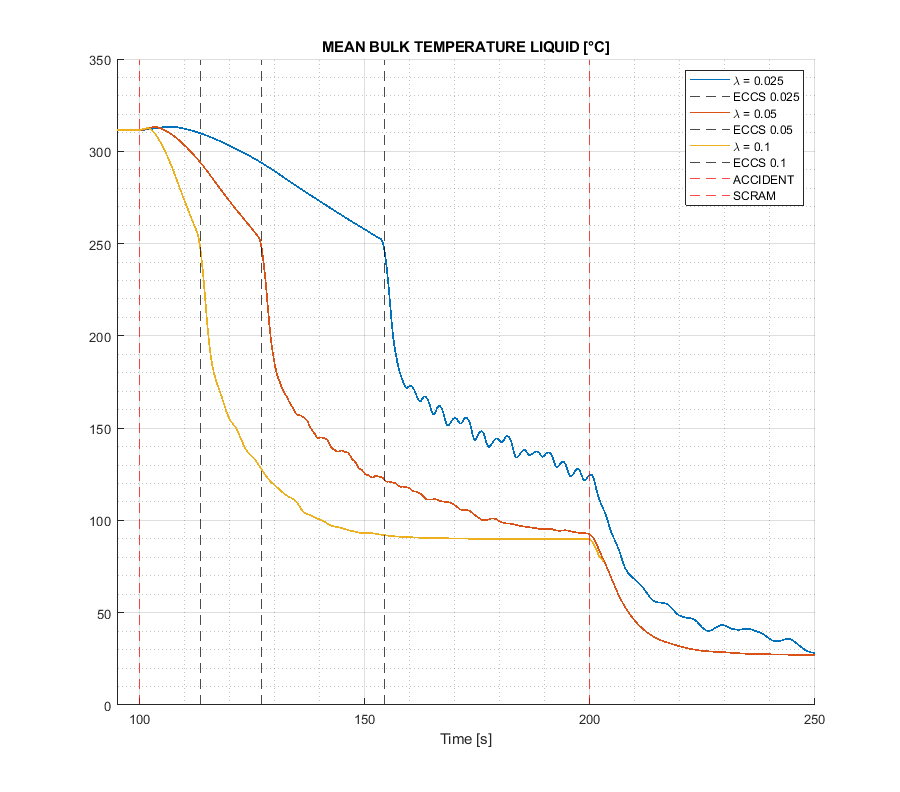 MEAN BULK TEMPERATURE LIQUID [°C]
350
300
250
200
150
100
50
0
λ = 0.025
ECCS 0.025
λ = 0.05
ECCS 0.05
λ = 0.1
ECCS 0.1
ACCIDENT
SCRAM
100 150 200 250
Time [s]